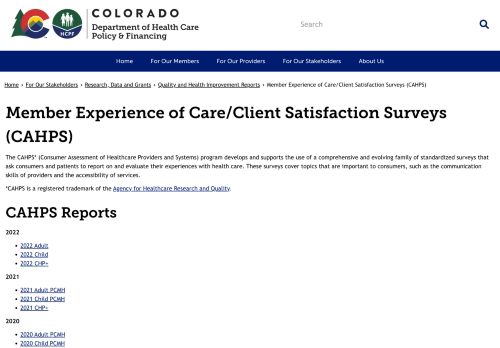 COLORADO
Department of Health Care
Policy & Financing
HCPF
Search
Home
For Our Members
For Our Providers
For Our Stakeholders
About Us
Home › For Our Stakeholders › Research, Data and Grants › Quality and Health Improvement Reports › Member Experience of Care/Client Satisfaction Surveys (CAHPS)
Member Experience of Care/Client Satisfaction Surveys
(CAHPS)
The CAHPS* (Consumer Assessment of Healthcare Providers and Systems) program develops and supports the use of a comprehensive and evolving family of standardized surveys that
ask consumers and patients to report on and evaluate their experiences with health care. These surveys cover topics that are important to consumers, such as the communication
skills of providers and the accessibility of services.
*CAHPS is a registered trademark of the Agency for Healthcare Research and Quality.
CAHPS Reports
2022
• 2022 Adult
• 2022 Child
• 2022 CHP+
2021
• 2021 Adult PCMH
• 2021 Child PCMH
• 2021 CHP+
2020
• 2020 Adult PCMH
• 2020 Child PCMH